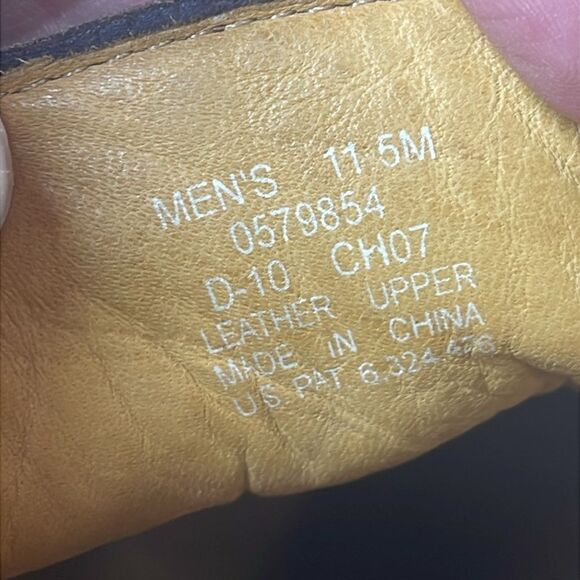 MEN'S 11.5M
0579854
D-10 CH07
LEATHER UPPER
MADE IN CHINA
US PAT